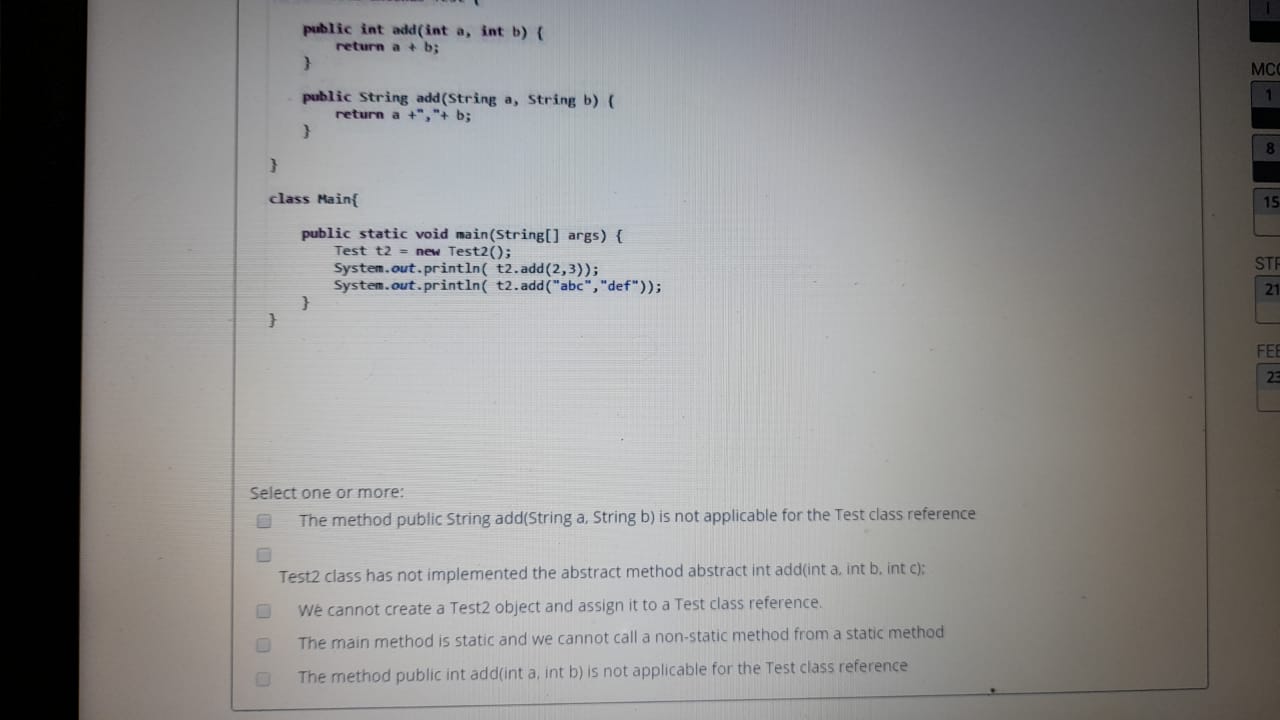 public int add(int a, int b) {
return a + b;
}
public String add(String a, String b) {
return a +","+ b;
}
}
class Main{
public static void main(String[] args) {
Test t2 = new Test2();
System.out.println( t2.add(2,3));
System.out.println( t2.add("abc","def"));
}
}
Select one or more:
The method public String add(String a, String b) is not applicable for the Test class reference
Test2 class has not implemented the abstract method abstract int add(int a, int b, int c);
We cannot create a Test2 object and assign it to a Test class reference.
The main method is static and we cannot call a non-static method from a static method
The method public int add(int a, int b) is not applicable for the Test class reference
1
8
15
21
23